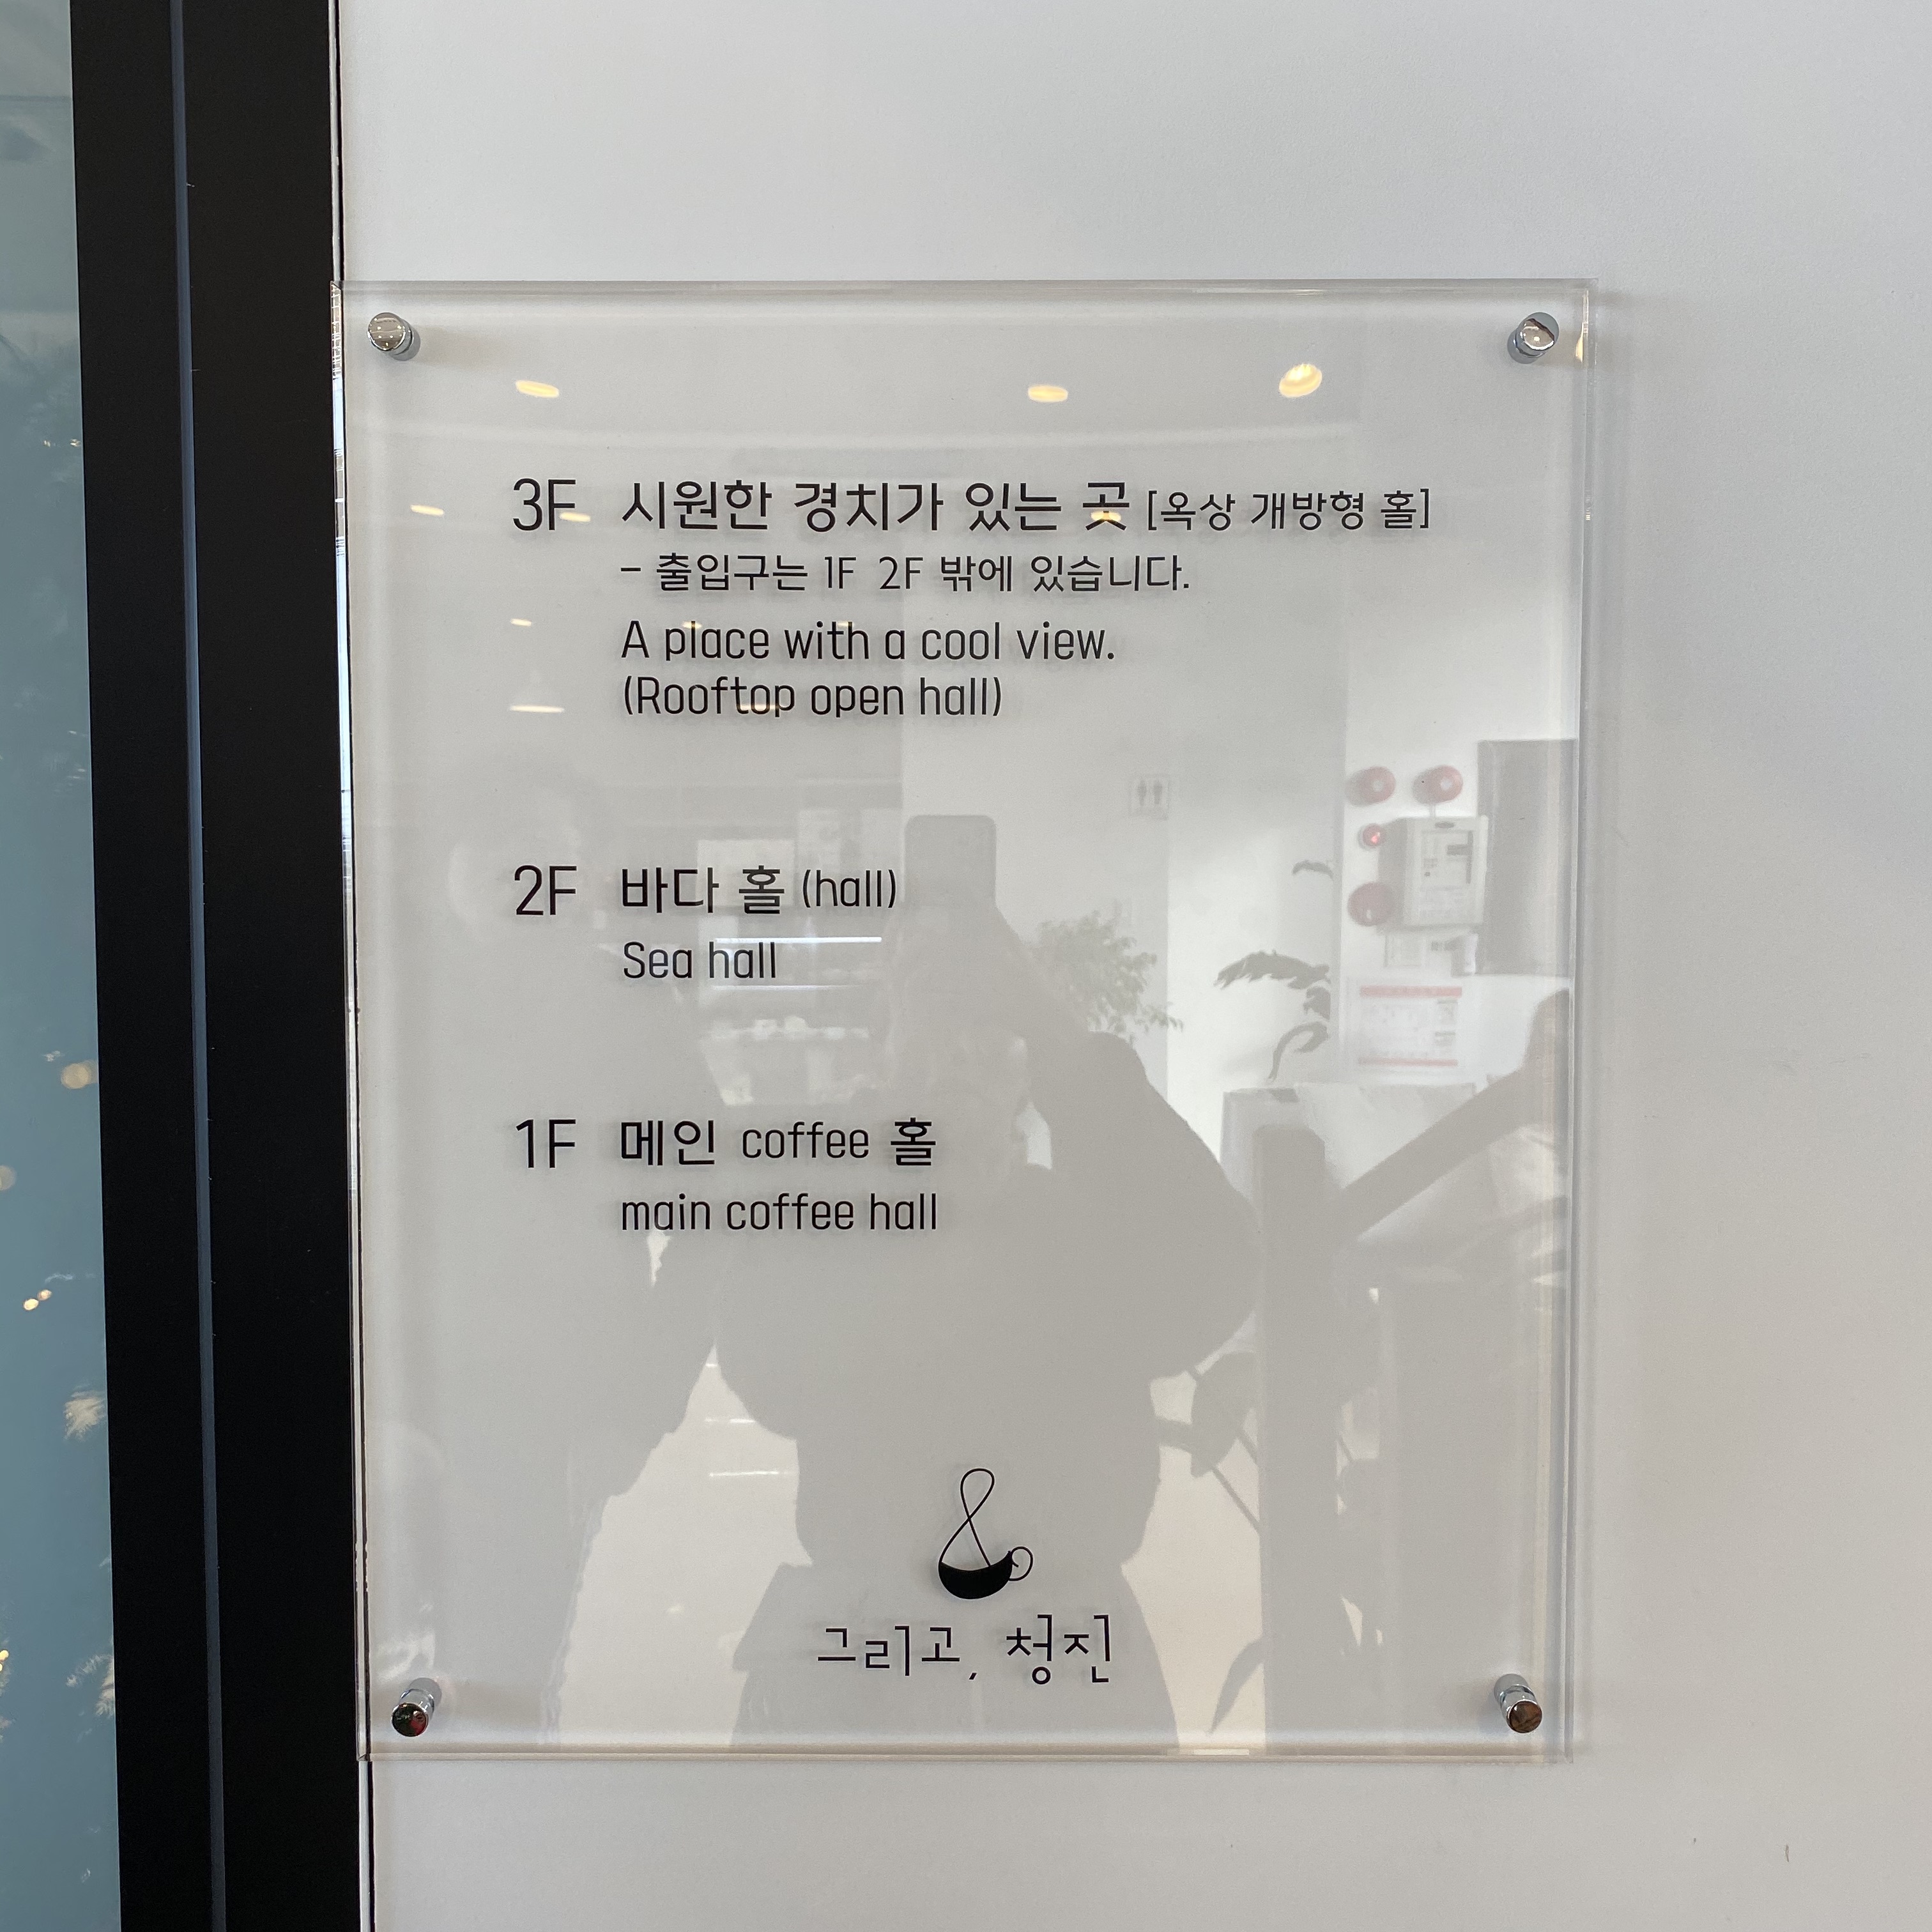 3F 시원한 경치가 있는 곳 [옥상 개방형 홀]
- 출입구는 1F 2F 밖에 있습니다.
A place with a cool view.
(Rooftop open hall)
2F 바다 홀 (hall)
Sea hall
1F 메인 coffee 홀
main coffee hall
&
그리고, 청진